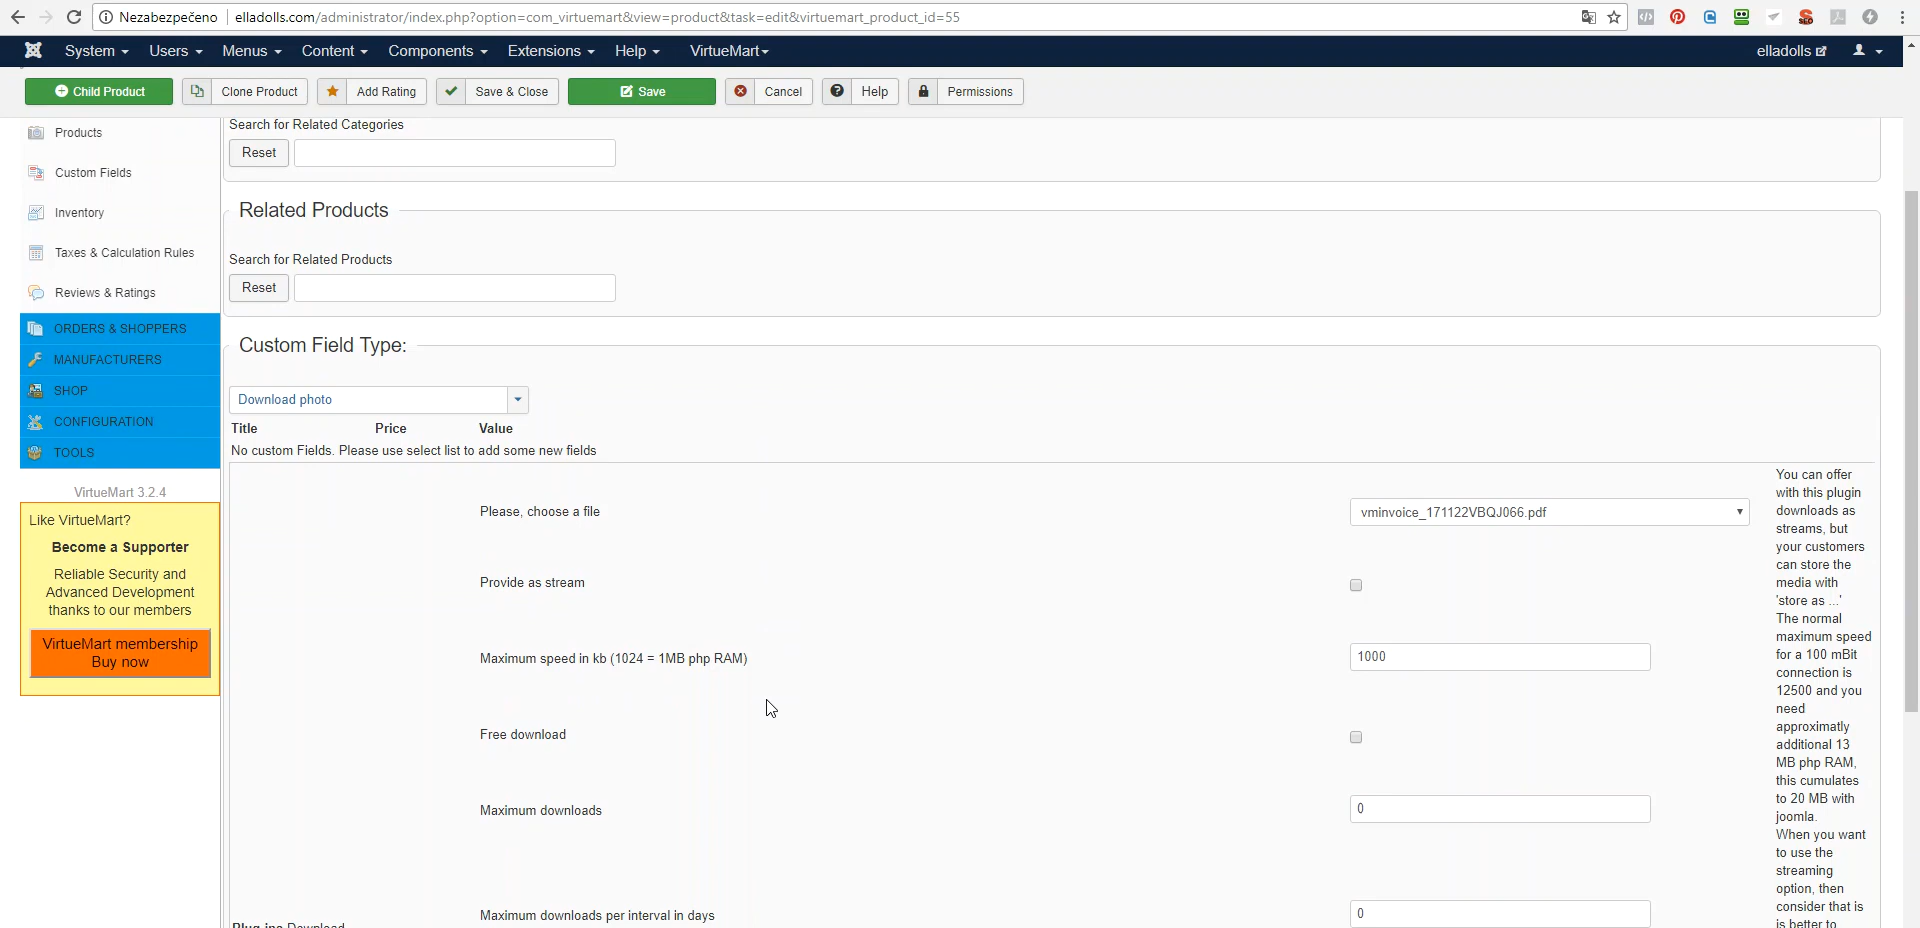 Nezabezpečeno elladolls.com/administrator/index.php?option=com_virtuemart&view=product&task=edit&virtuemart_product_id=55
System Users Menus Content Components Extensions Help VirtueMart elladolls
Child Product Clone Product Add Rating Save & Close Save Cancel Help Permissions
Products
Custom Fields
Inventory
Taxes & Calculation Rules
Reviews & Ratings
ORDERS & SHOPPERS
MANUFACTURERS
SHOP
CONFIGURATION
TOOLS
VirtueMart 3.2.4
Like VirtueMart?
Become a Supporter
Reliable Security and
Advanced Development
thanks to our members
VirtueMart membership
Buy now
Search for Related Categories
Reset
Related Products
Search for Related Products
Reset
Custom Field Type:
Download photo
Title Price Value
No custom Fields. Please use select list to add some new fields
Please, choose a file vminvoice_171122VBQJ066.pdf
Provide as stream
Maximum speed in kb (1024 = 1MB php RAM) 1000
Free download
Maximum downloads 0
Maximum downloads per interval in days 0
Plug-ins Download
You can offer
with this plugin
downloads as
streams, but
your customers
can store the
media with
'store as ...'
The normal
maximum speed
for a 100 mBit
connection is
12500 and you
need
approximatly
additional 13
MB php RAM,
this cumulates
to 20 MB with
joomla.
When you want
to use the
streaming
option, then
consider that is
is better to